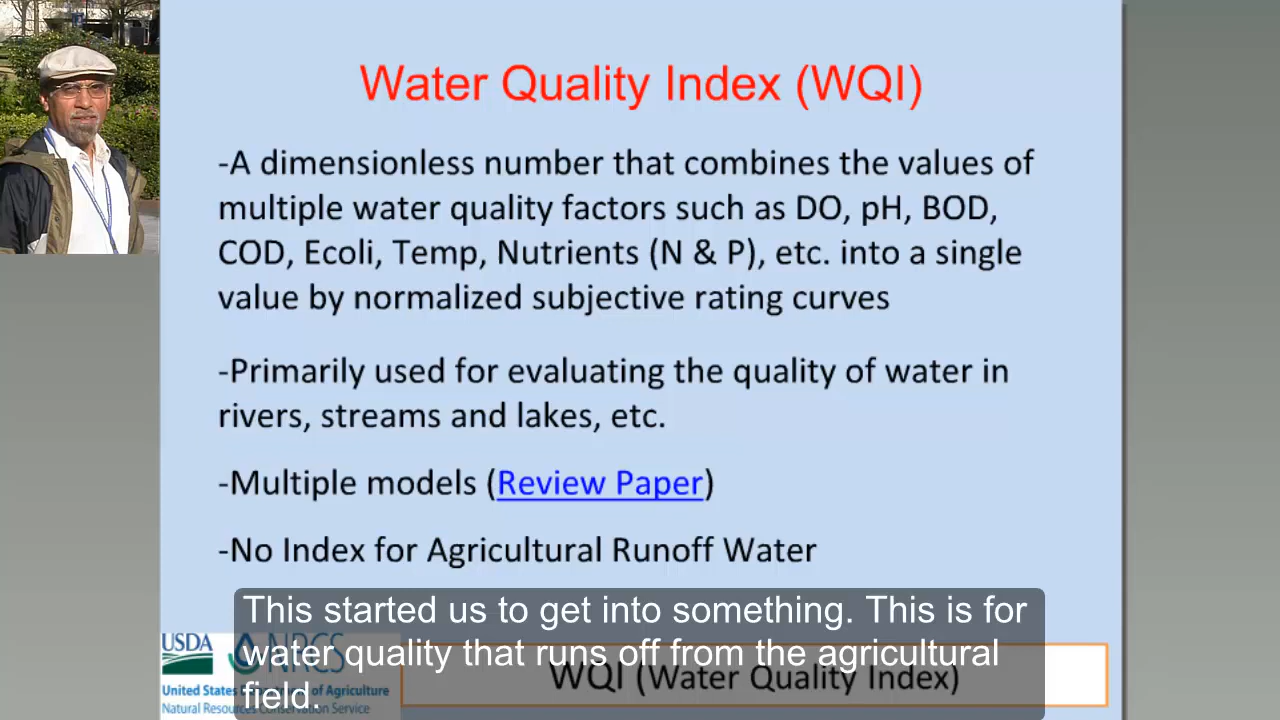 Water Quality Index (WQI)
-A dimensionless number that combines the values of
multiple water quality factors such as DO, pH, BOD,
COD, Ecoli, Temp, Nutrients (N & P), etc. into a single
value by normalized subjective rating curves
-Primarily used for evaluating the quality of water in
rivers, streams and lakes, etc.
-Multiple models (Review Paper)
-No Index for Agricultural Runoff Water
This started us to get into something. This is for
water quality that runs off from the agricultural
field.
USDA NRCS
United States Department of Agriculture
Natural Resources Conservation Service
WQI (Water Quality Index)